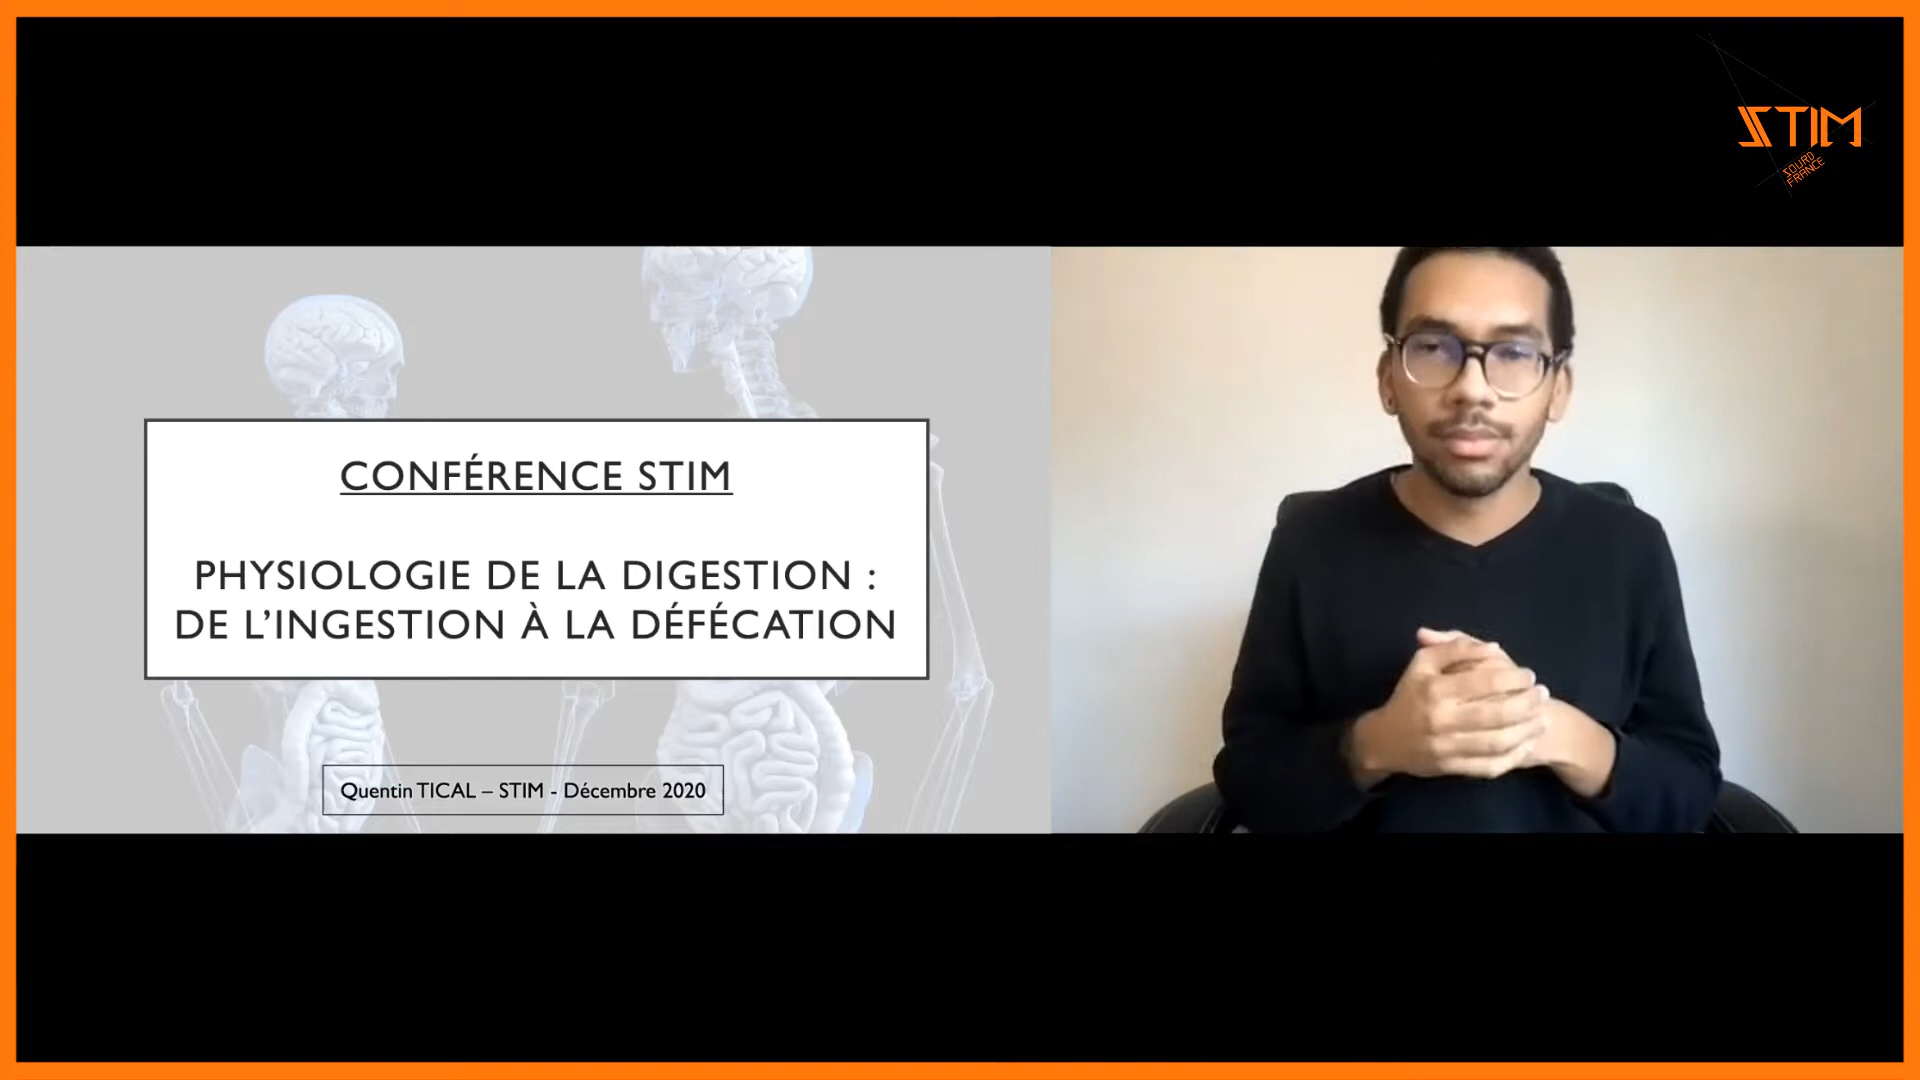 STIM
SOURD
FRANCE
CONFÉRENCE STIM
PHYSIOLOGIE DE LA DIGESTION :
DE L’INGESTION À LA DÉFÉCATION
Quentin TICAL – STIM - Décembre 2020